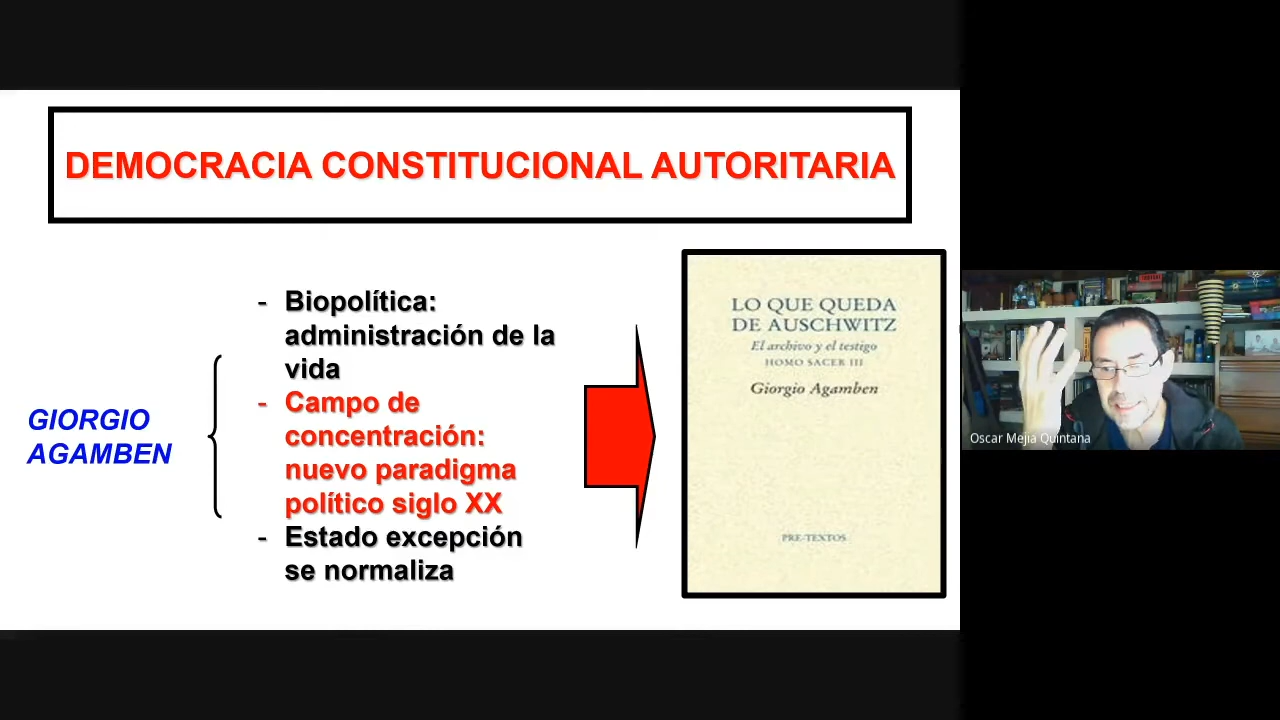 DEMOCRACIA CONSTITUCIONAL AUTORITARIA
GIORGIO
AGAMBEN
- Biopolítica:
administración de la
vida
- Campo de
concentración:
nuevo paradigma
político siglo XX
- Estado excepción
se normaliza
LO QUE QUEDA
DE AUSCHWITZ
El archivo y el testigo
HOMO SACER III
Giorgio Agamben
PRE-TEXTOS
Oscar Mejia Quintana